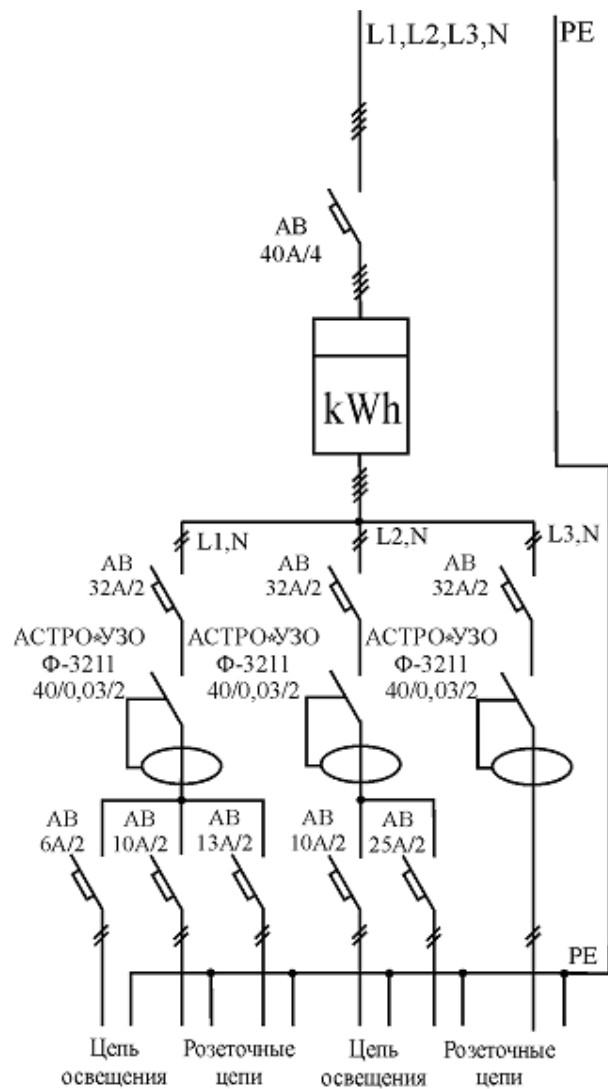 L1,L2,L3,N
PE
АВ
40А/4
kWh
L1,N
L2,N
L3,N
АВ
32А/2
АВ
32А/2
АВ
32А/2
АСТРО*УЗО
Ф-3211
40/0,03/2
АСТРО*УЗО
Ф-3211
40/0,03/2
АСТРО*УЗО
Ф-3211
40/0,03/2
АВ
6А/2
АВ
10А/2
АВ
13А/2
АВ
10А/2
АВ
25А/2
PE
Цепь
освещения
Розеточные
цепи
Цепь
освещения
Розеточные
цепи